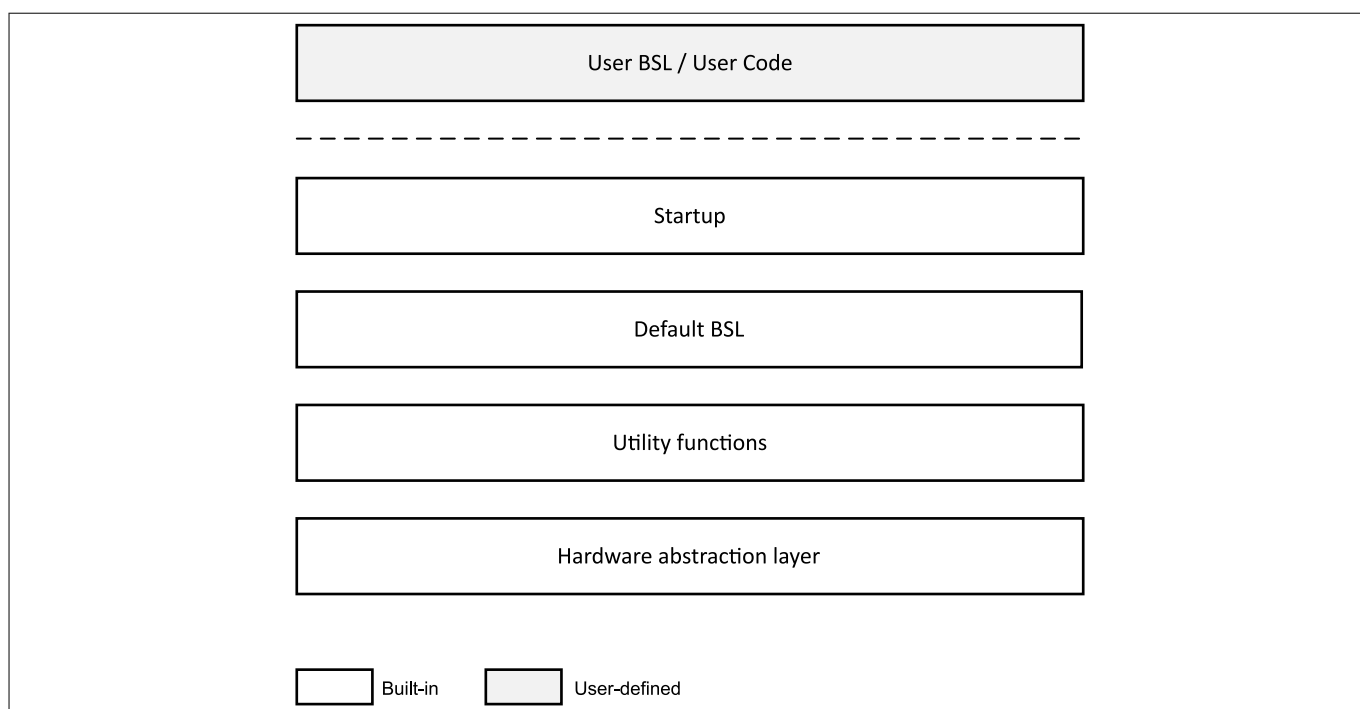 User BSL / User Code
Startup
Default BSL
Utility functions
Hardware abstraction layer
Built-in
User-defined